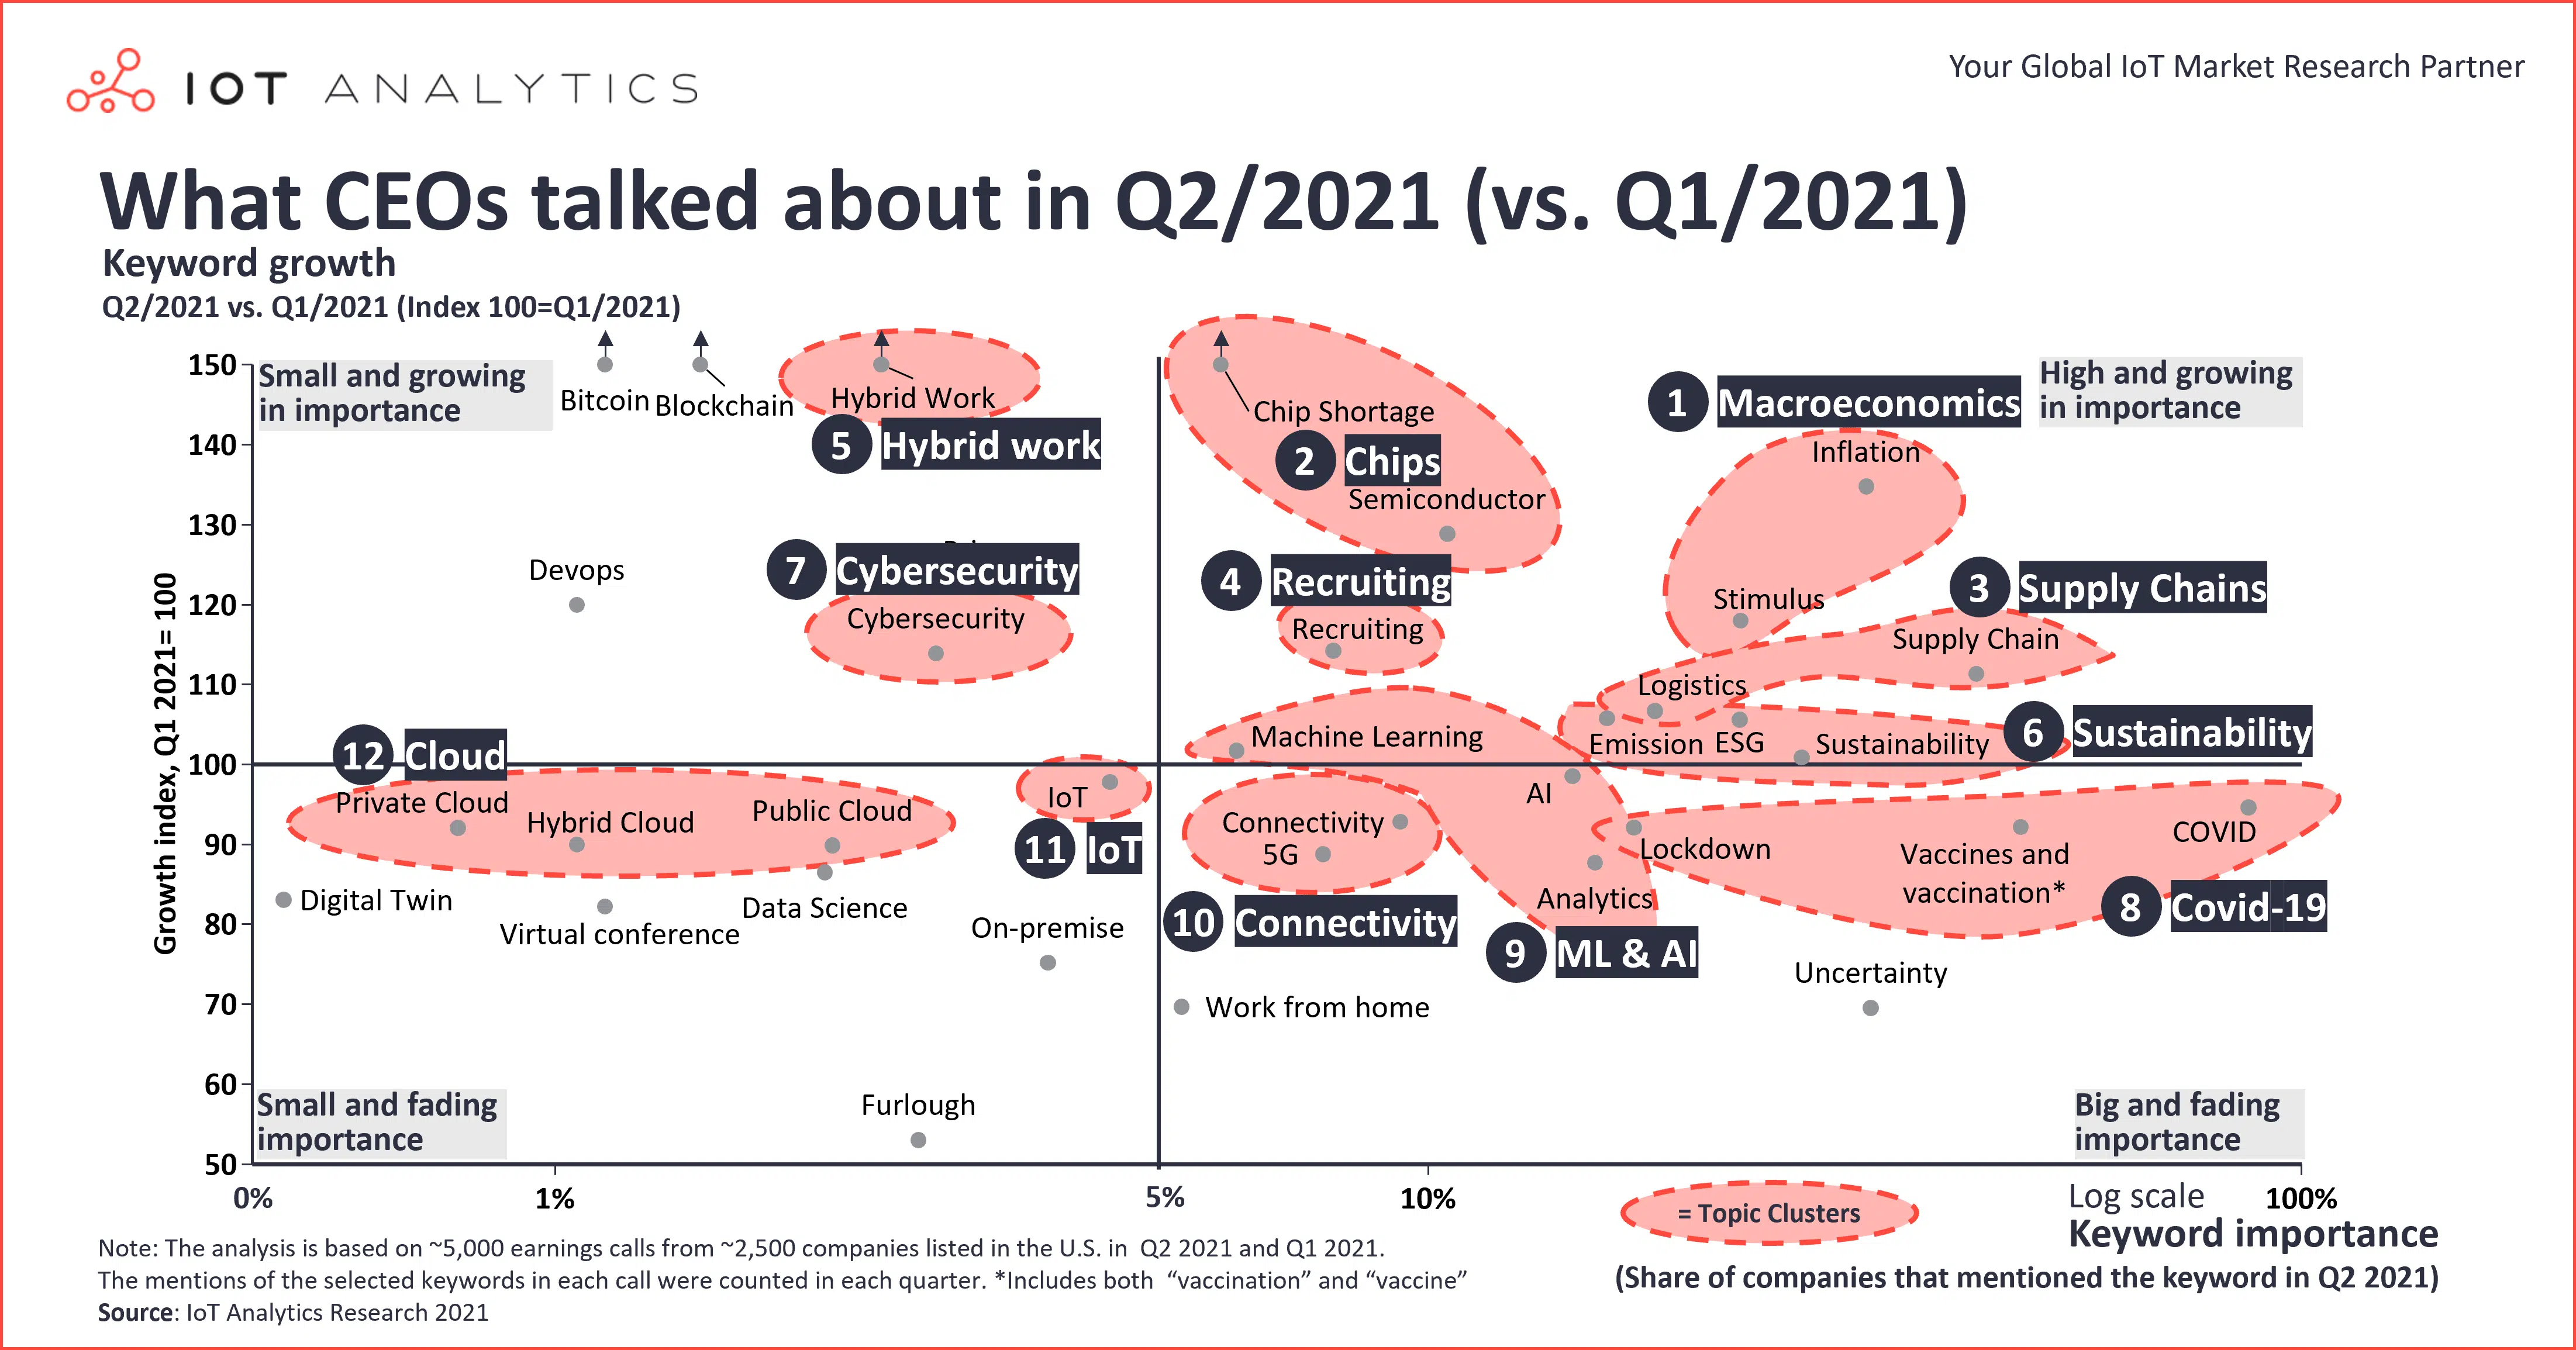 IOT ANALYTICS
Your Global IoT Market Research Partner
What CEOs talked about in Q2/2021 (vs. Q1/2021)
Keyword growth
Q2/2021 vs. Q1/2021 (Index 100=Q1/2021)
Growth index, Q1 2021= 100
150
140
130
120
110
100
90
80
70
60
50
Small and growing
in importance
Bitcoin
Blockchain
Hybrid Work
5 Hybrid work
Chip Shortage
2 Chips
Semiconductor
1 Macroeconomics
High and growing
in importance
Inflation
Stimulus
Devops
7 Cybersecurity
Cybersecurity
4 Recruiting
Recruiting
3 Supply Chains
Supply Chain
Logistics
Emission
ESG
Sustainability
6 Sustainability
Machine Learning
AI
Analytics
9 ML & AI
12 Cloud
Private Cloud
Hybrid Cloud
Public Cloud
IoT
11 IoT
Connectivity
5G
10 Connectivity
Lockdown
Vaccines and
vaccination*
COVID
8 Covid-19
Digital Twin
Virtual conference
Data Science
On-premise
Work from home
Uncertainty
Furlough
Small and fading
importance
Big and fading
importance
0%
1%
5%
10%
100%
= Topic Clusters
Log scale
Keyword importance
(Share of companies that mentioned the keyword in Q2 2021)
Note: The analysis is based on ~5,000 earnings calls from ~2,500 companies listed in the U.S. in Q2 2021 and Q1 2021.
The mentions of the selected keywords in each call were counted in each quarter. *Includes both “vaccination” and “vaccine”
Source: IoT Analytics Research 2021